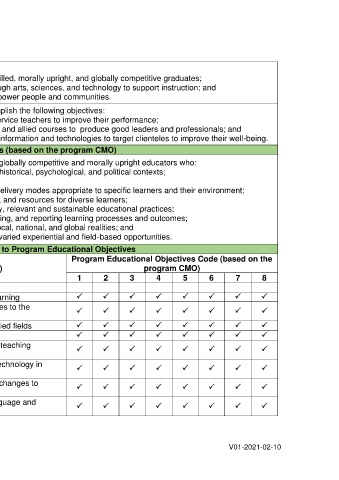 illed, morally upright, and globally competitive graduates;
ugh arts, sciences, and technology to support instruction; and
power people and communities.
plish the following objectives:
ervice teachers to improve their performance;
and allied courses to produce good leaders and professionals; and
information and technologies to target clienteles to improve their well-being.
s (based on the program CMO)
globally competitive and morally upright educators who:
historical, psychological, and political contexts;
elivery modes appropriate to specific learners and their environment;
, and resources for diverse learners;
y, relevant and sustainable educational practices;
ing, and reporting learning processes and outcomes;
ocal, national, and global realities; and
varied experiential and field-based opportunities.
to Program Educational Objectives
Program Educational Objectives Code (based on the
) program CMO)
1 2 3 4 5 6 7 8
arning ✓ ✓ ✓ ✓ ✓ ✓ ✓ ✓
es to the ✓ ✓ ✓ ✓ ✓ ✓ ✓ ✓
ied fields ✓ ✓ ✓ ✓ ✓ ✓ ✓ ✓
✓ ✓ ✓ ✓ ✓ ✓ ✓ ✓
teaching ✓ ✓ ✓ ✓ ✓ ✓ ✓ ✓
echnology in ✓ ✓ ✓ ✓ ✓ ✓ ✓ ✓
changes to ✓ ✓ ✓ ✓ ✓ ✓ ✓ ✓
guage and ✓ ✓ ✓ ✓ ✓ ✓ ✓ ✓
V01-2021-02-10